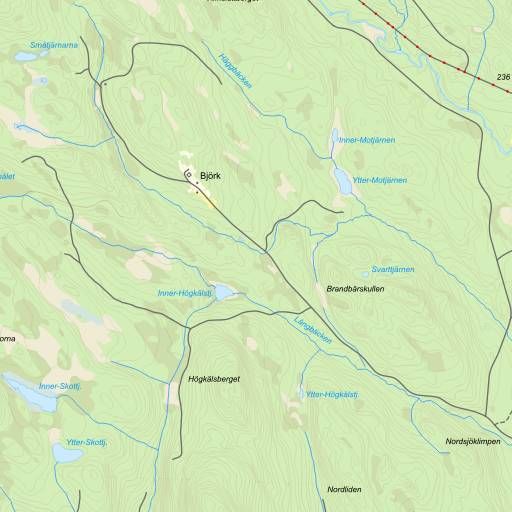 Småtjärnarna
Häggbäcken
236
Inner-Motjärnen
Björk
Ytter-Motjärnen
Svarttjärnen
Inner-Högkälstj.
Brandbärskullen
Långbäcken
orna
Högkälsberget
Inner-Skottj.
Ytter-Högkälstj.
Ytter-Skottj.
Nordsjöklimpen
Nordliden